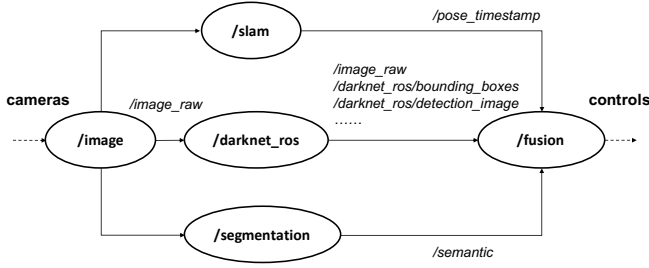 /slam
/pose_timestamp
/image_raw
/darknet_ros/bounding_boxes
/darknet_ros/detection_image
......
cameras
/image_raw
controls
/image
/darknet_ros
/fusion
/segmentation
/semantic